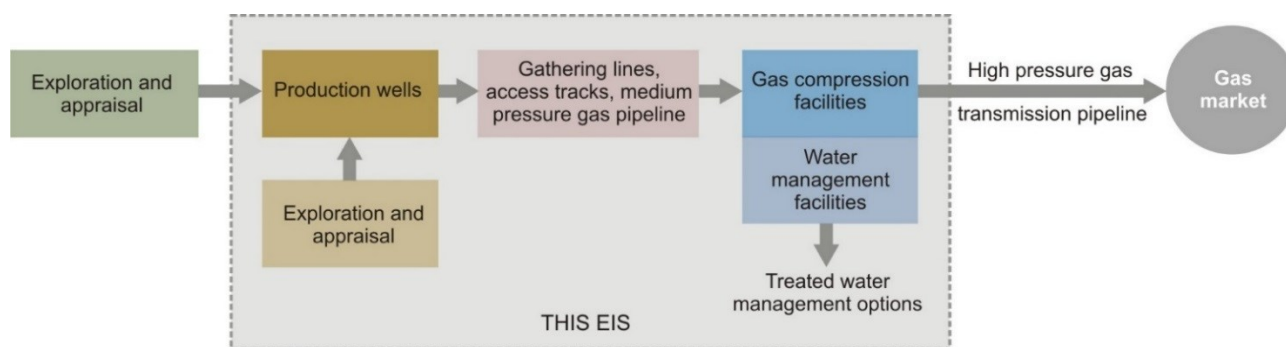 Exploration and
appraisal
Production wells
Exploration and
appraisal
Gathering lines,
access tracks, medium
pressure gas pipeline
Gas compression
facilities
Water
management
facilities
Treated water
management options
High pressure gas
transmission pipeline
Gas
market
THIS EIS